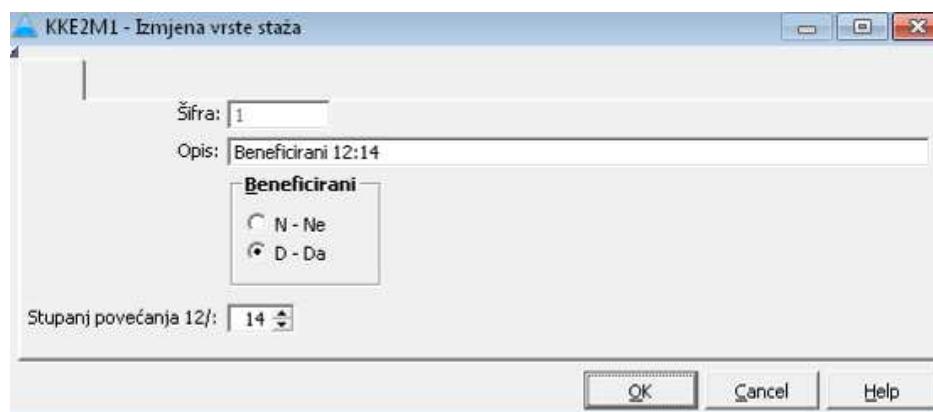 KKE2M1 - Izmjena vrste staža
Šifra: 1
Opis: Beneficirani 12:14
Beneficirani
N - Ne
D - Da
Stupanj povećanja 12/: 14
OK Cancel Help